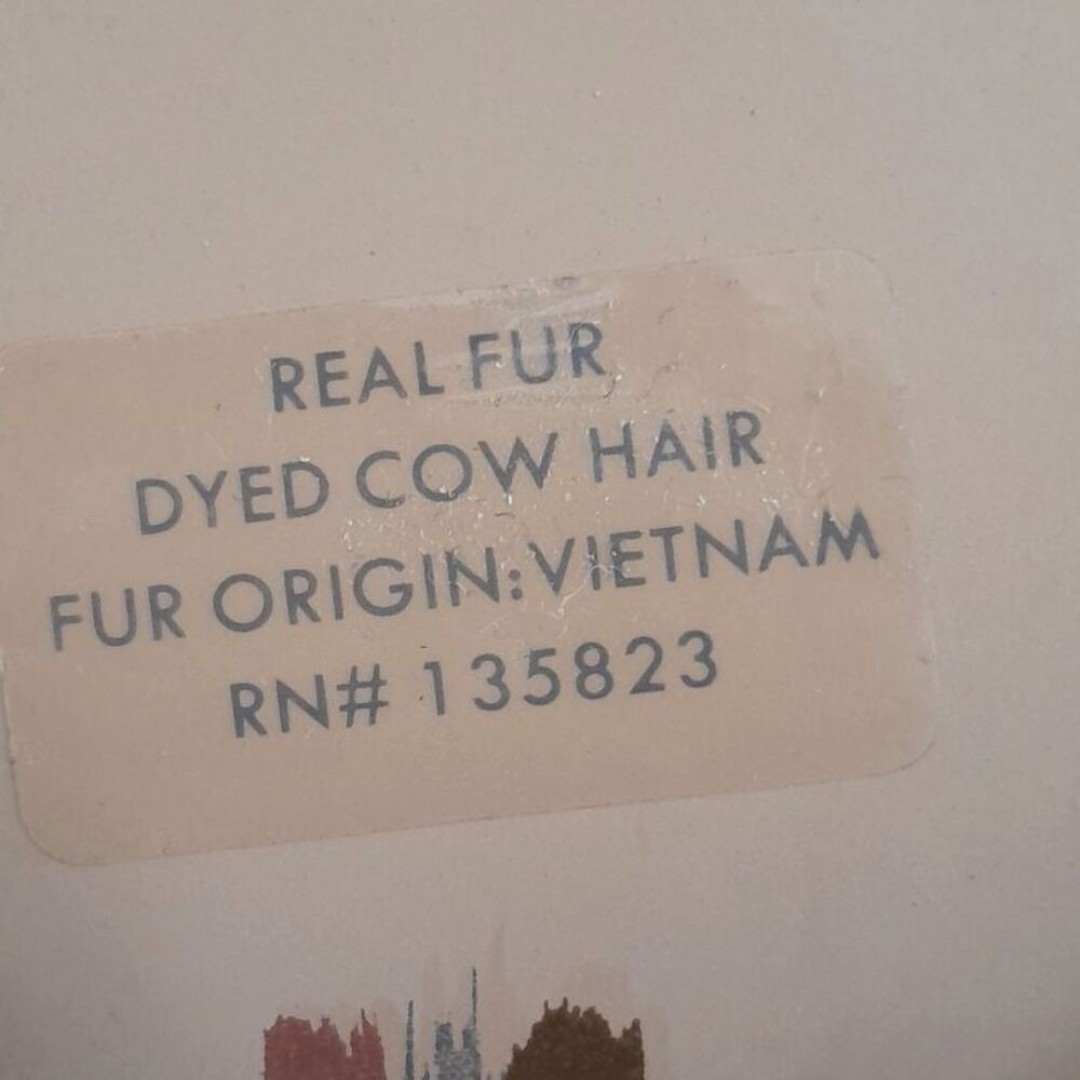 REAL FUR
DYED COW HAIR
FUR ORIGIN:VIETNAM
RN# 135823